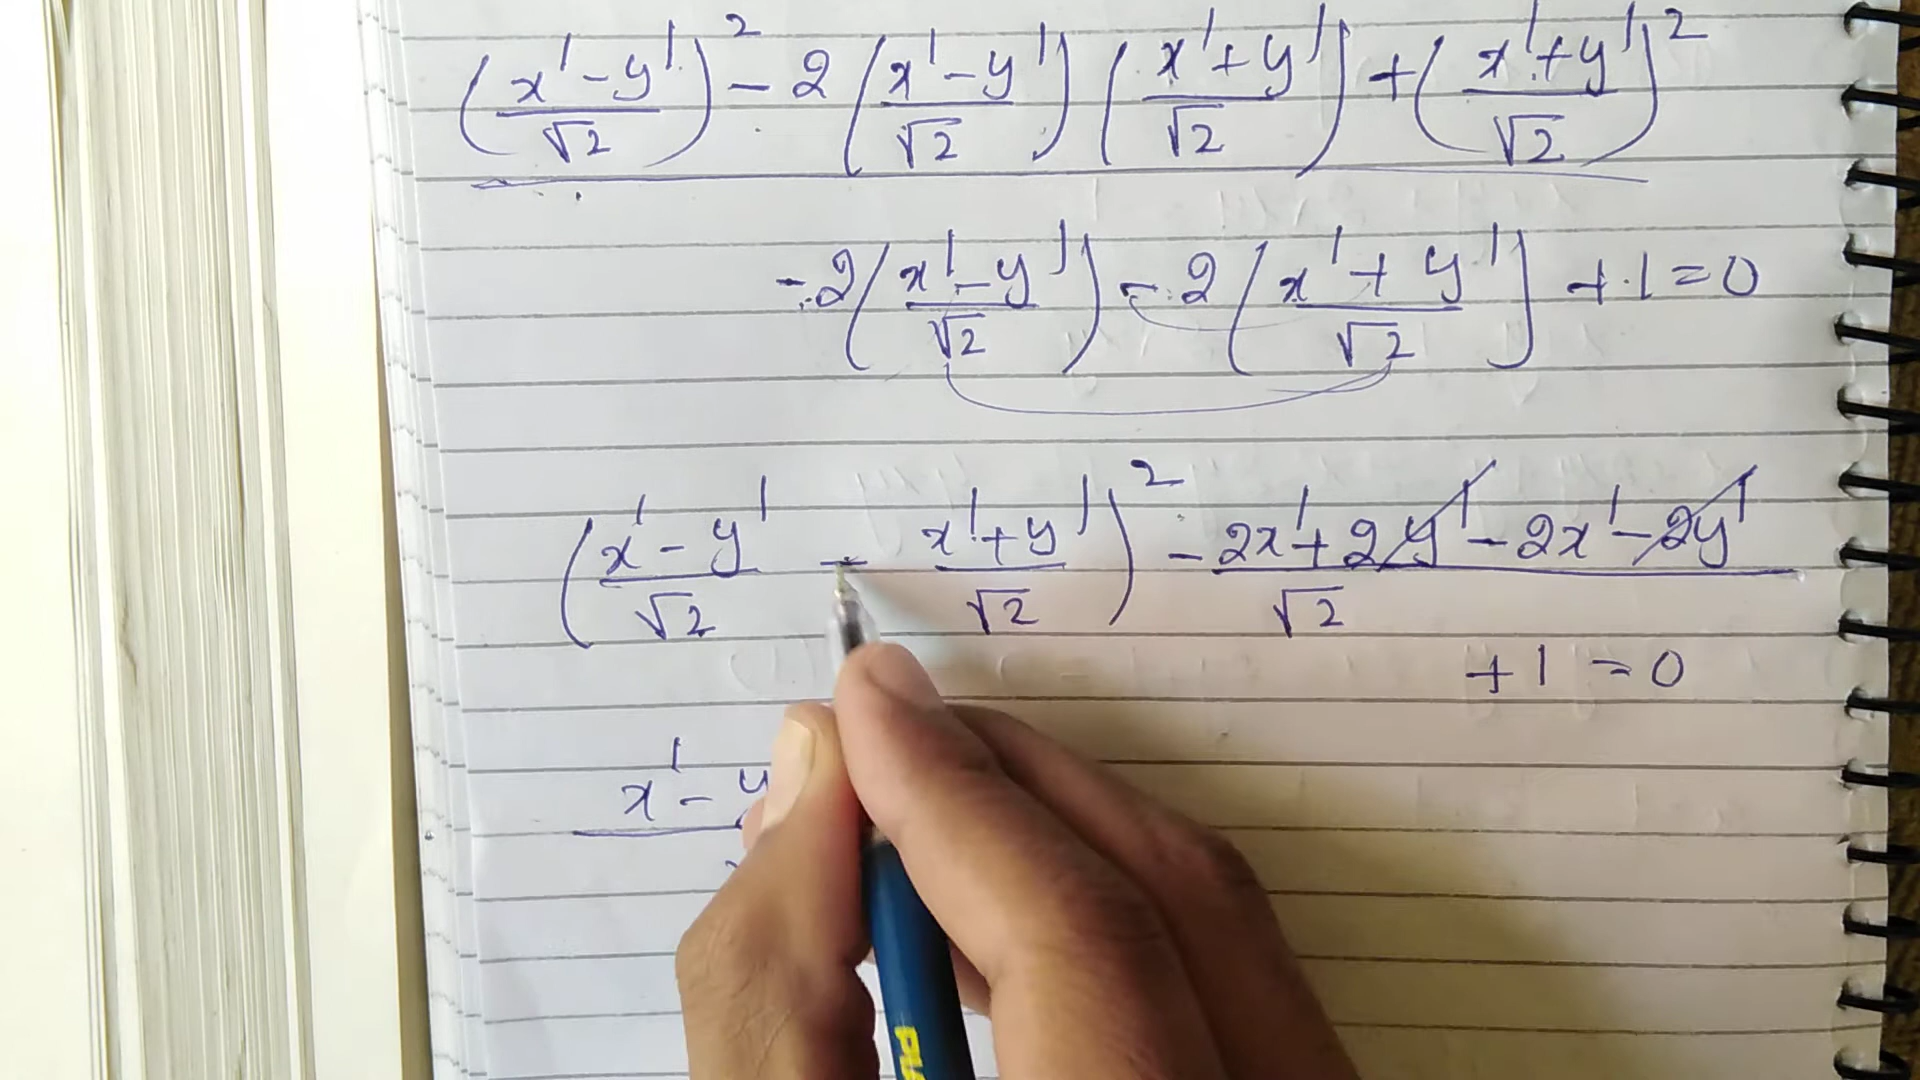 (x'-y'/√2)² - 2(x'-y'/√2)(x'+y'/√2) + (x'+y'/√2)²
-2(x'-y'/√2) - 2(x'+y'/√2) + 1 = 0
(x'-y'/√2 - x'+y'/√2)² - 2x'+2y'-2x'-2y'/√2
+1 = 0
x'-y